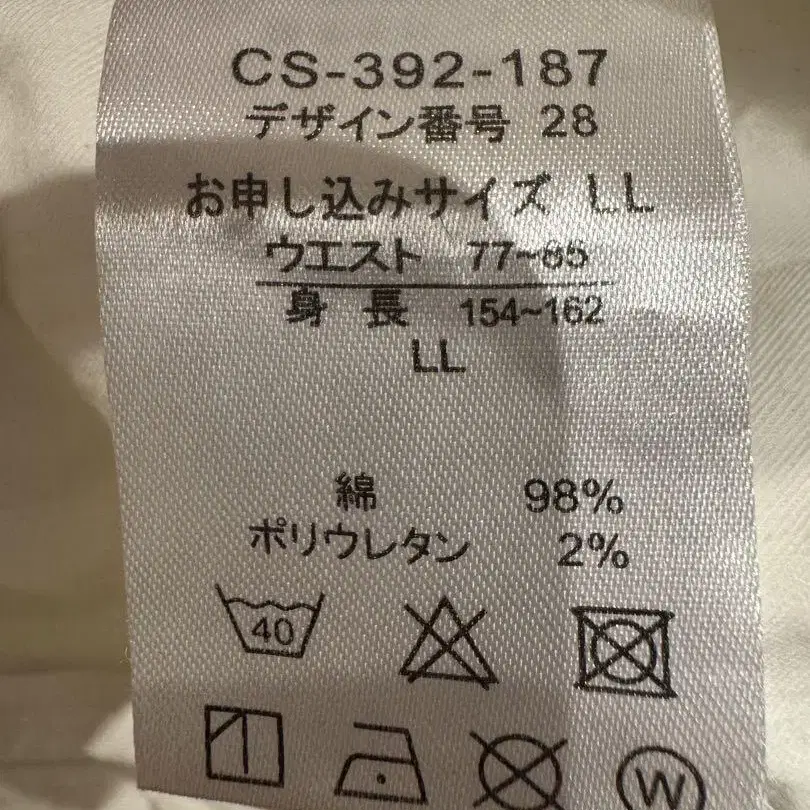 CS-392-187
デザイン番号 28
お申し込みサイズ LL
ウエスト 77~85
身 長 154~162
LL
綿 98%
ポリウレタン 2%
40
W